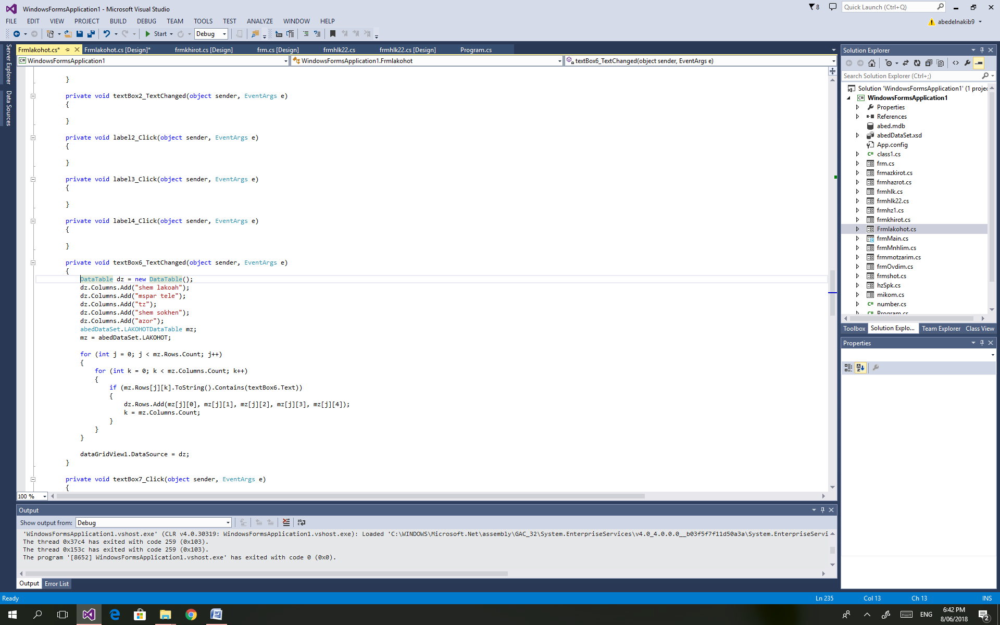 WindowsFormsApplication1 - Microsoft Visual Studio
8
Quick Launch (Ctrl+Q)
FILE EDIT VIEW PROJECT BUILD DEBUG TEAM TOOLS TEST ANALYZE WINDOW HELP
abedelnakib9
Start Debug
Server Explorer
Data Sources
Frmlakohot.cs* Frmlakohot.cs [Design]* frmkhirot.cs [Design] frm.cs [Design] frmhlk22.cs frmhlk22.cs [Design] Program.cs
WindowsFormsApplication1 WindowsFormsApplication1.Frmlakohot textBox6_TextChanged(object sender, EventArgs e)
}
private void textBox2_TextChanged(object sender, EventArgs e)
{
}
private void label2_Click(object sender, EventArgs e)
{
}
private void label3_Click(object sender, EventArgs e)
{
}
private void label4_Click(object sender, EventArgs e)
{
}
private void textBox6_TextChanged(object sender, EventArgs e)
{
DataTable dz = new DataTable();
dz.Columns.Add("shem lakoah");
dz.Columns.Add("mspar tele");
dz.Columns.Add("tz");
dz.Columns.Add("shem sokhen");
dz.Columns.Add("azor");
abedDataSet.LAKOHOTDataTable mz;
mz = abedDataSet.LAKOHOT;
for (int j = 0; j < mz.Rows.Count; j++)
{
for (int k = 0; k < mz.Columns.Count; k++)
{
if (mz.Rows[j][k].ToString().Contains(textBox6.Text))
{
dz.Rows.Add(mz[j][0], mz[j][1], mz[j][2], mz[j][3], mz[j][4]);
k = mz.Columns.Count;
}
}
}
dataGridView1.DataSource = dz;
}
private void textBox7_Click(object sender, EventArgs e)
{
100 %
Output
Show output from: Debug
'WindowsFormsApplication1.vshost.exe' (CLR v4.0.30319: WindowsFormsApplication1.vshost.exe): Loaded 'C:\WINDOWS\Microsoft.Net\assembly\GAC_32\System.EnterpriseServices\v4.0_4.0.0.0__b03f5f7f11d50a3a\System.EnterpriseServi
The thread 0x37c4 has exited with code 259 (0x103).
The thread 0x153c has exited with code 259 (0x103).
The program '[8652] WindowsFormsApplication1.vshost.exe' has exited with code 0 (0x0).
Output Error List
Solution Explorer
Search Solution Explorer (Ctrl+;)
Solution 'WindowsFormsApplication1' (1 projec
WindowsFormsApplication1
Properties
References
abed.mdb
abedDataSet.xsd
App.config
class1.cs
frm.cs
frmazkirot.cs
frmhazrot.cs
frmhlk.cs
frmhlk22.cs
frmhz1.cs
frmkhirot.cs
Frmlakohot.cs
frmMain.cs
frmMnhlim.cs
frmmotzarim.cs
frmOvdim.cs
frmshot.cs
hzSpk.cs
mikom.cs
number.cs
Program.cs
Toolbox Solution Explo... Team Explorer Class View
Properties
Ready Ln 235 Col 13 Ch 13 INS
ENG
6:42 PM
8/06/2018
2